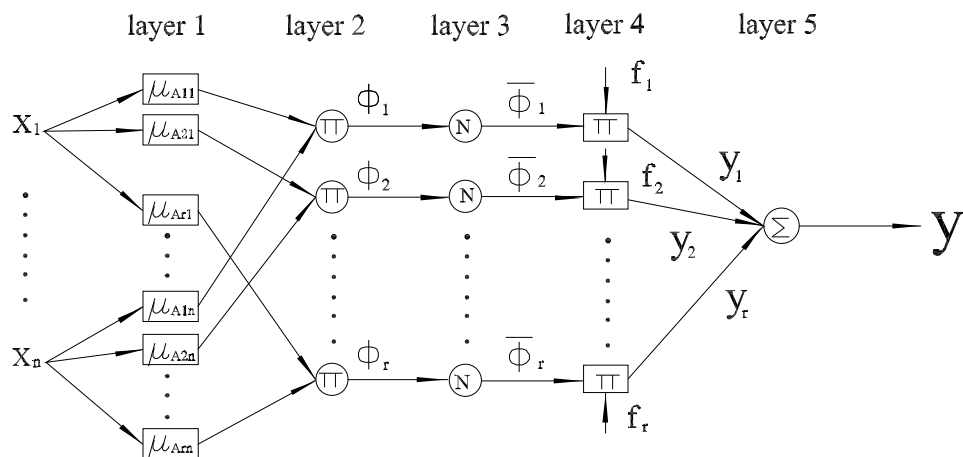 layer 1 layer 2 layer 3 layer 4 layer 5
f₁
μA11 ϕ₁ ϕ̅₁
X₁ Π N Π
μA21 y₁
ϕ₂ ϕ̅₂ f₂
Π N Π
μAr1 Σ y
y₂
μA1n yᵣ
Xₙ μA2n ϕᵣ ϕ̅ᵣ
Π N Π
fᵣ
μArn